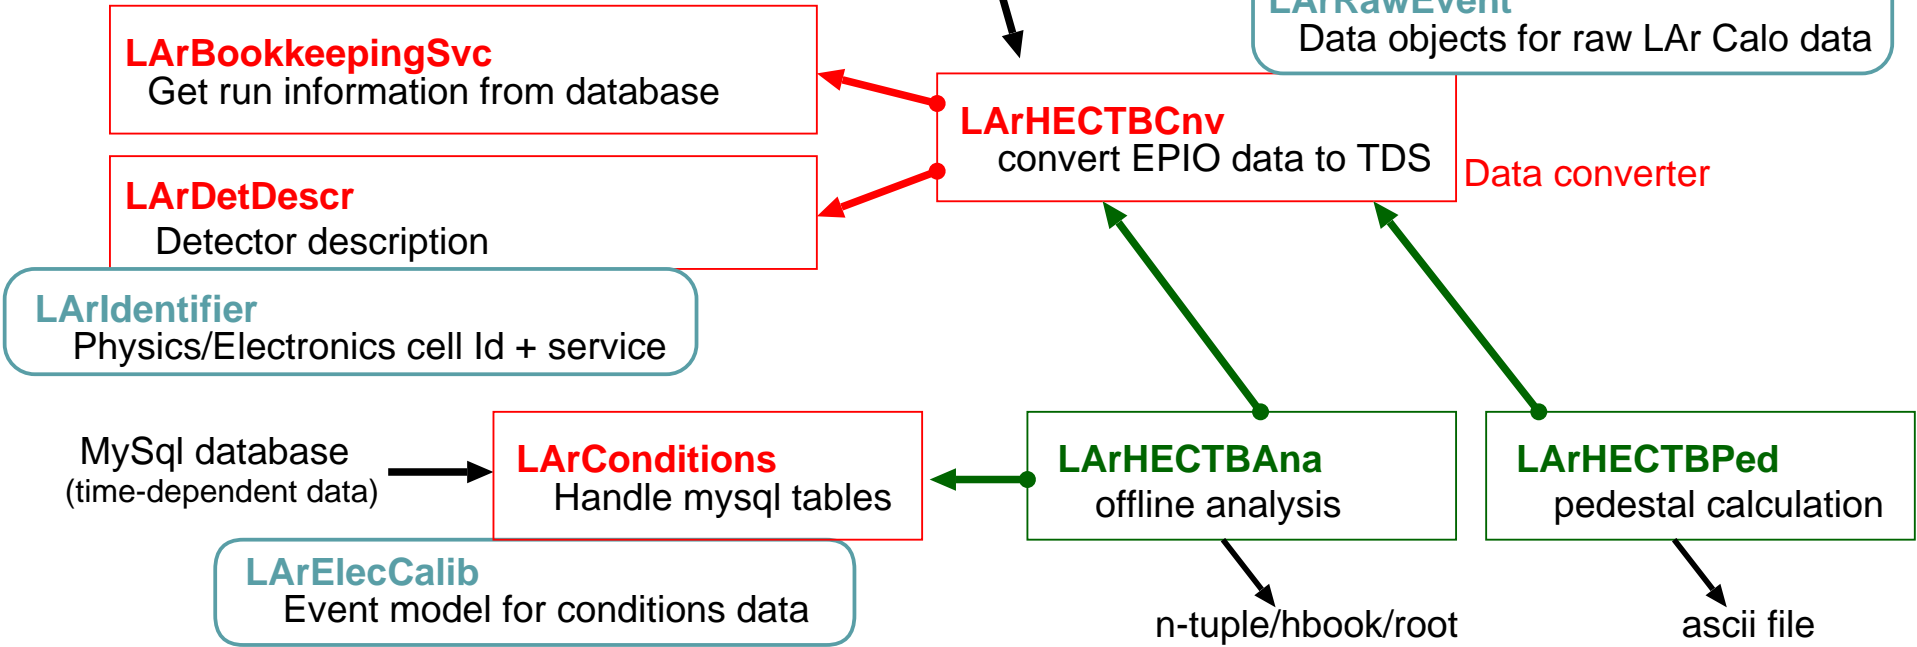 LArRawEvent
Data objects for raw LAr Calo data
LArBookkeepingSvc
Get run information from database
LArHECTBCnv
convert EPIO data to TDS
Data converter
LArDetDescr
Detector description
LArIdentifier
Physics/Electronics cell Id + service
MySql database
(time-dependent data)
LArConditions
Handle mysql tables
LArHECTBAna
offline analysis
LArHECTBPed
pedestal calculation
LArElecCalib
Event model for conditions data
n-tuple/hbook/root
ascii file